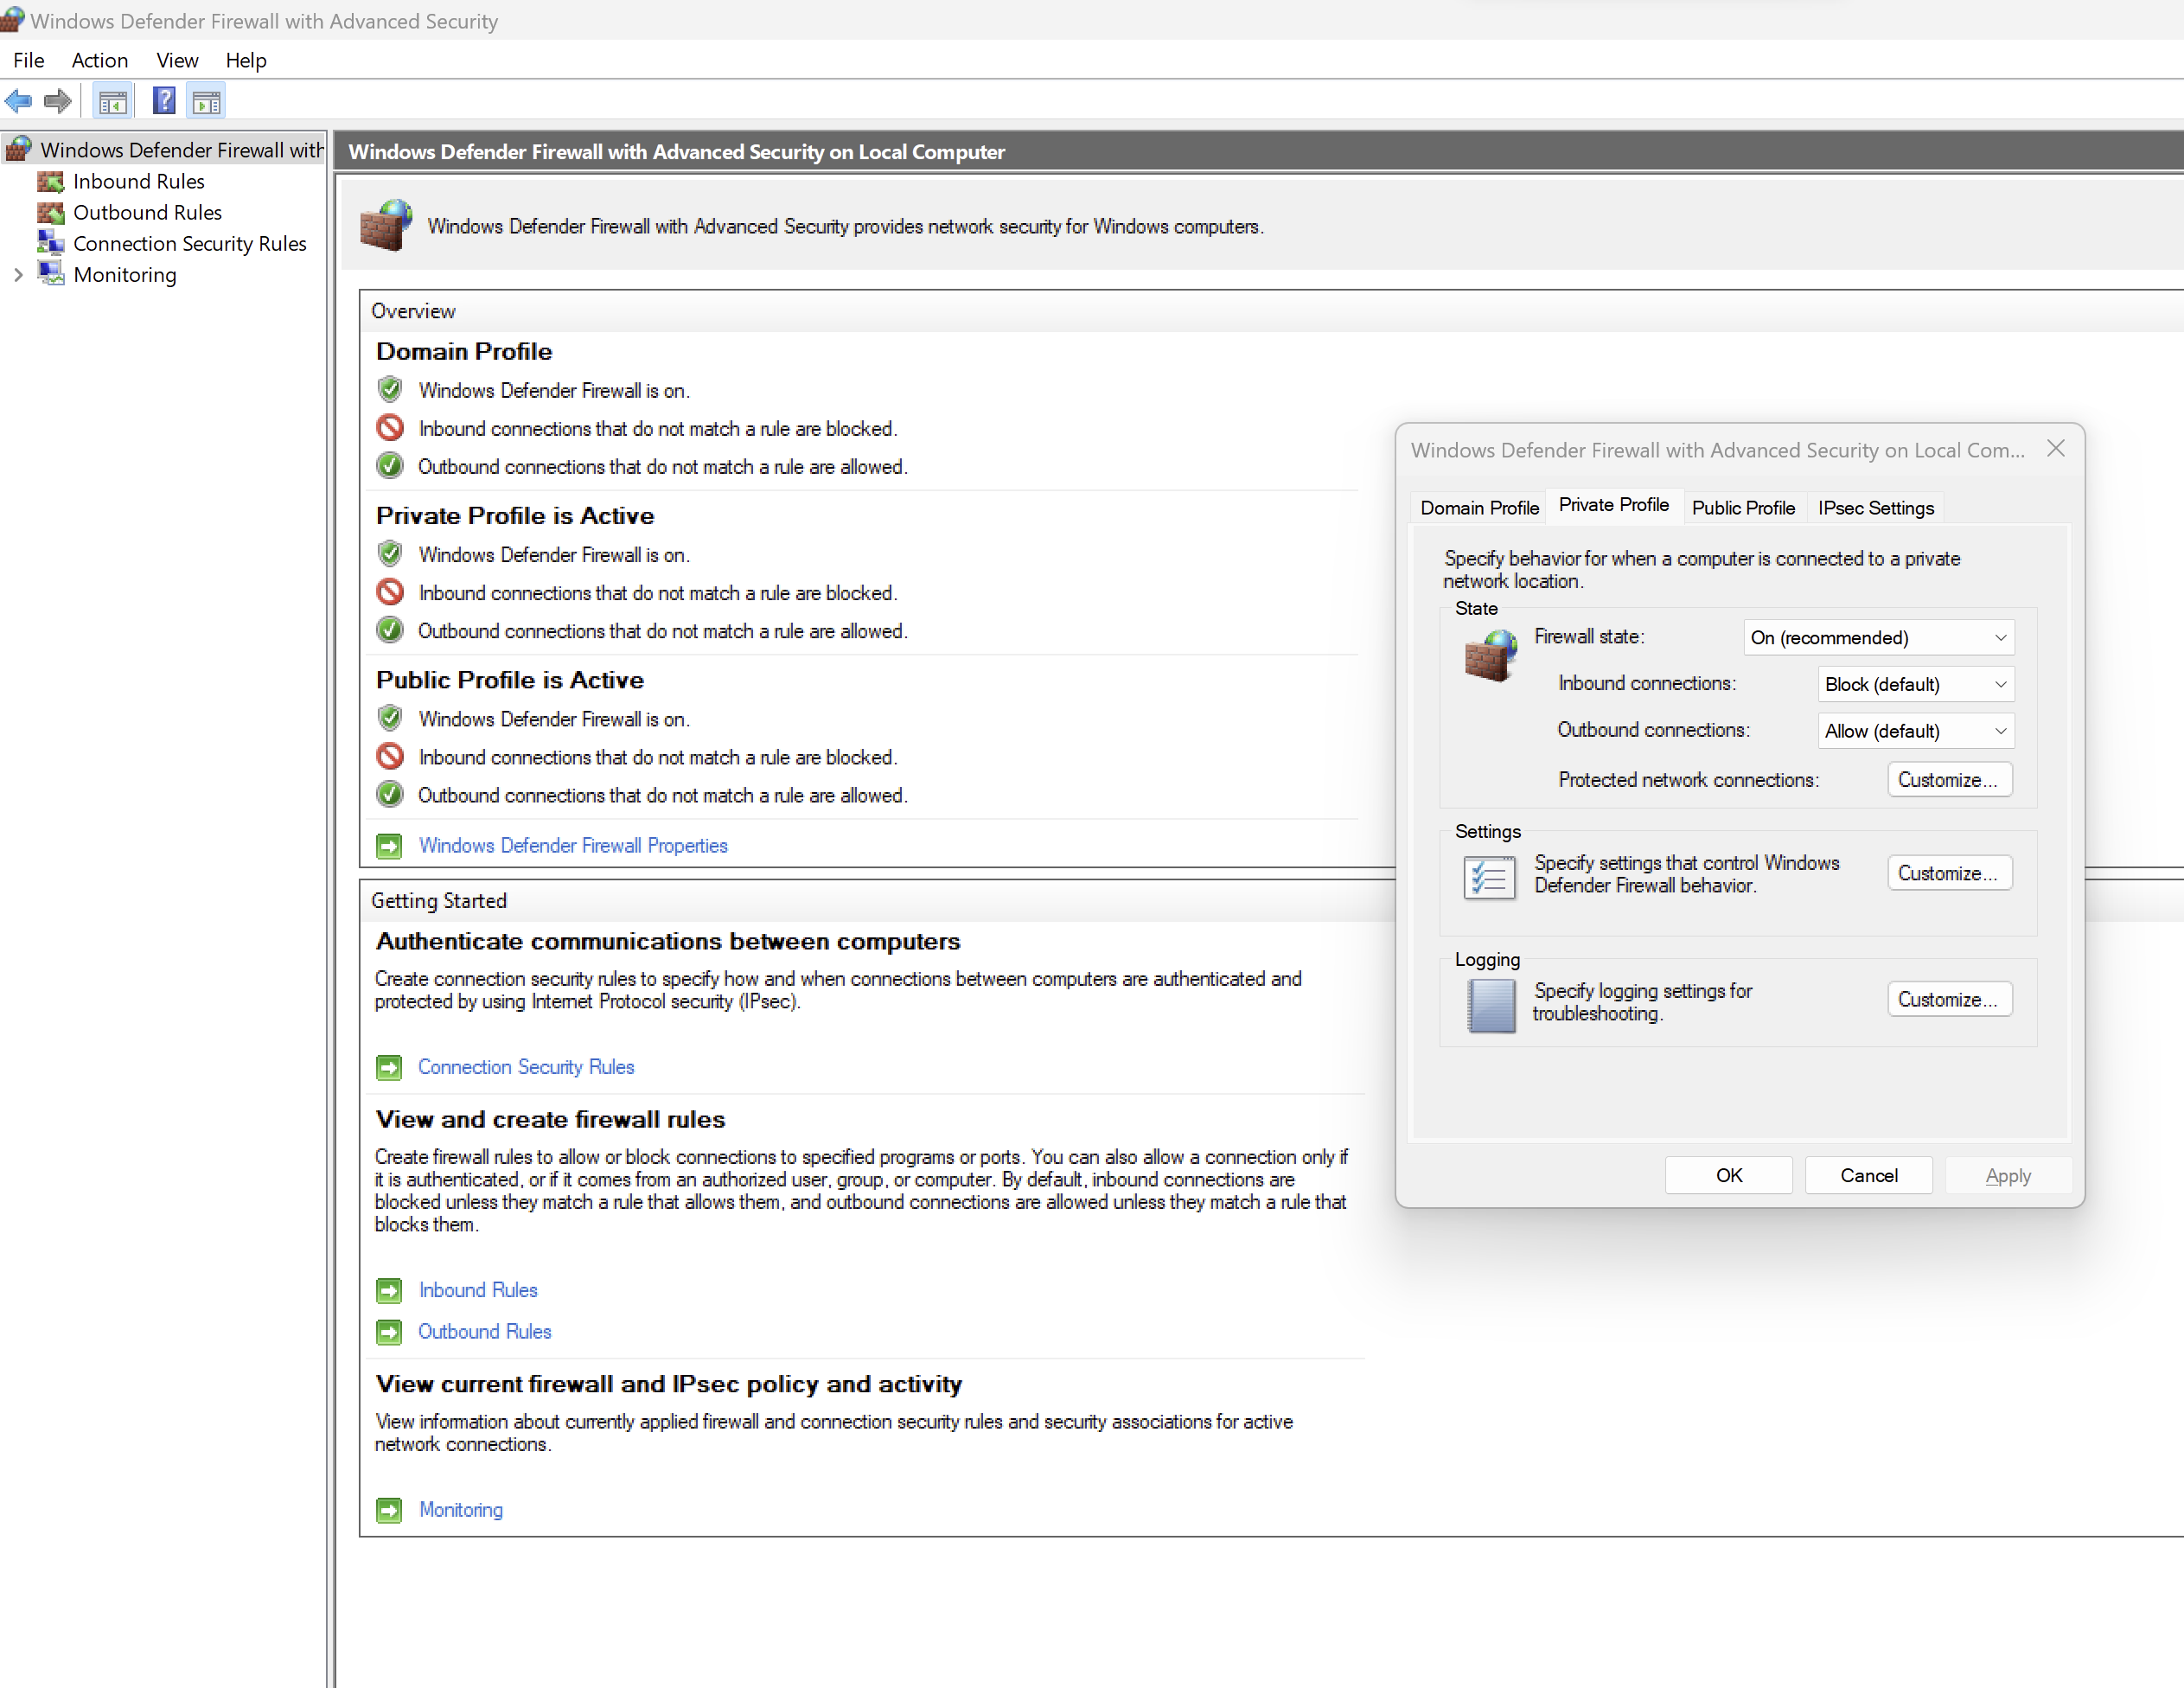 Windows Defender Firewall with Advanced Security
File Action View Help
Windows Defender Firewall with
Inbound Rules
Outbound Rules
Connection Security Rules
Monitoring
Windows Defender Firewall with Advanced Security on Local Computer
Windows Defender Firewall with Advanced Security provides network security for Windows computers.
Overview
Domain Profile
Windows Defender Firewall is on.
Inbound connections that do not match a rule are blocked.
Outbound connections that do not match a rule are allowed.
Private Profile is Active
Windows Defender Firewall is on.
Inbound connections that do not match a rule are blocked.
Outbound connections that do not match a rule are allowed.
Public Profile is Active
Windows Defender Firewall is on.
Inbound connections that do not match a rule are blocked.
Outbound connections that do not match a rule are allowed.
Windows Defender Firewall Properties
Getting Started
Authenticate communications between computers
Create connection security rules to specify how and when connections between computers are authenticated and
protected by using Internet Protocol security (IPsec).
Connection Security Rules
View and create firewall rules
Create firewall rules to allow or block connections to specified programs or ports. You can also allow a connection only if
it is authenticated, or if it comes from an authorized user, group, or computer. By default, inbound connections are
blocked unless they match a rule that allows them, and outbound connections are allowed unless they match a rule that
blocks them.
Inbound Rules
Outbound Rules
View current firewall and IPsec policy and activity
View information about currently applied firewall and connection security rules and security associations for active
network connections.
Monitoring
Windows Defender Firewall with Advanced Security on Local Com...
Domain Profile Private Profile Public Profile IPsec Settings
Specify behavior for when a computer is connected to a private
network location.
State
Firewall state: On (recommended)
Inbound connections: Block (default)
Outbound connections: Allow (default)
Protected network connections: Customize...
Settings
Specify settings that control Windows
Defender Firewall behavior.
Customize...
Logging
Specify logging settings for
troubleshooting.
Customize...
OK Cancel Apply